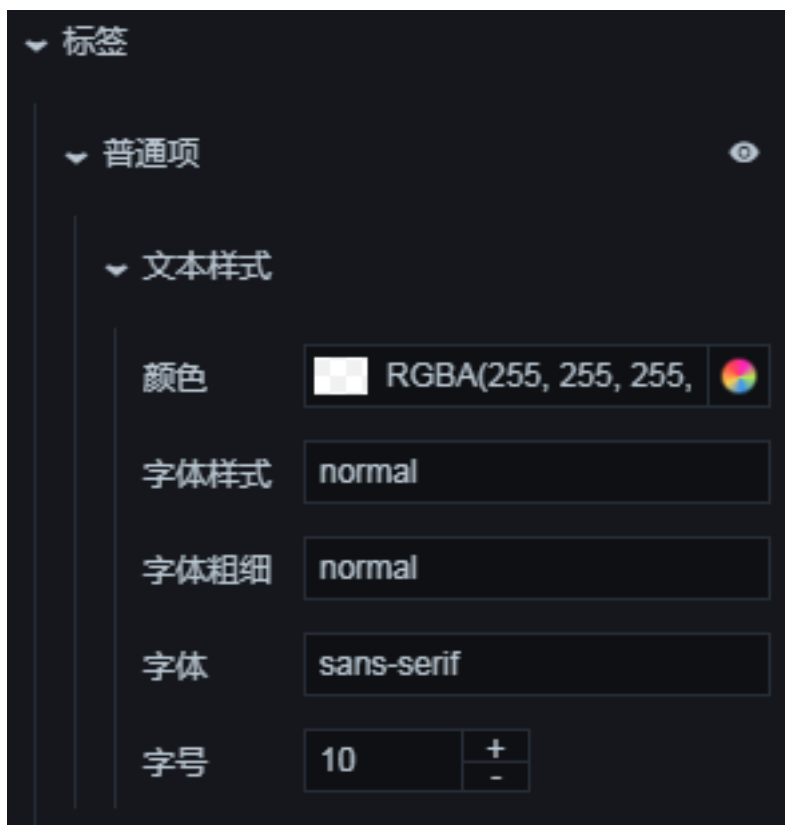 标签
普通项
文本样式
颜色 RGBA(255, 255, 255,
字体样式 normal
字体粗细 normal
字体 sans-serif
字号 10 + -